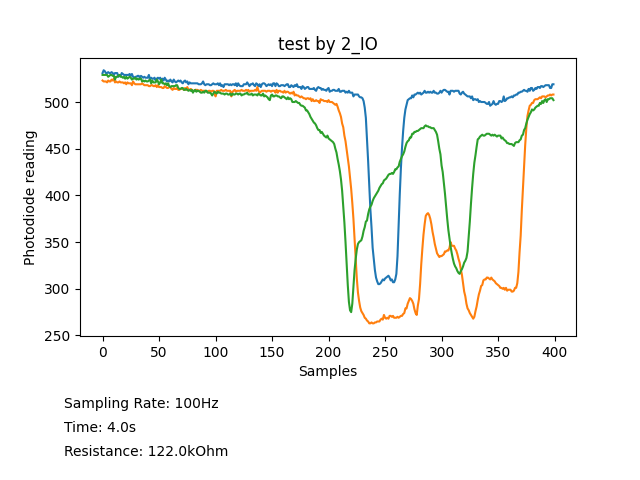 test by 2_IO
Photodiode reading
500
450
400
350
300
250
0 50 100 150 200 250 300 350 400
Samples
Sampling Rate: 100Hz
Time: 4.0s
Resistance: 122.0kOhm